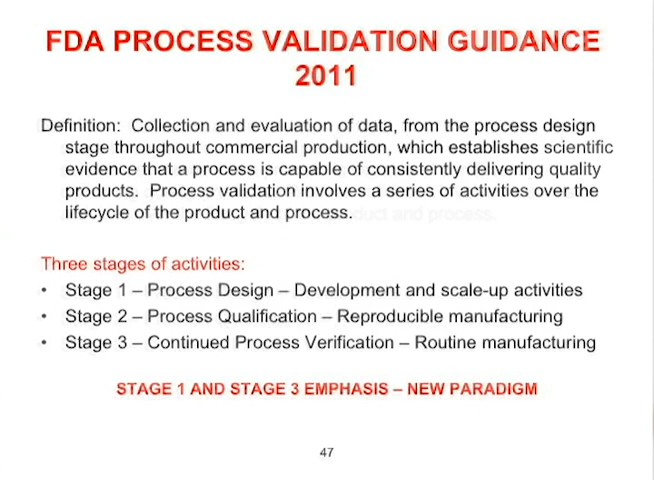 FDA PROCESS VALIDATION GUIDANCE
2011
Definition: Collection and evaluation of data, from the process design
stage throughout commercial production, which establishes scientific
evidence that a process is capable of consistently delivering quality
products. Process validation involves a series of activities over the
lifecycle of the product and process.
Three stages of activities:
• Stage 1 – Process Design – Development and scale-up activities
• Stage 2 – Process Qualification – Reproducible manufacturing
• Stage 3 – Continued Process Verification – Routine manufacturing
STAGE 1 AND STAGE 3 EMPHASIS – NEW PARADIGM
47